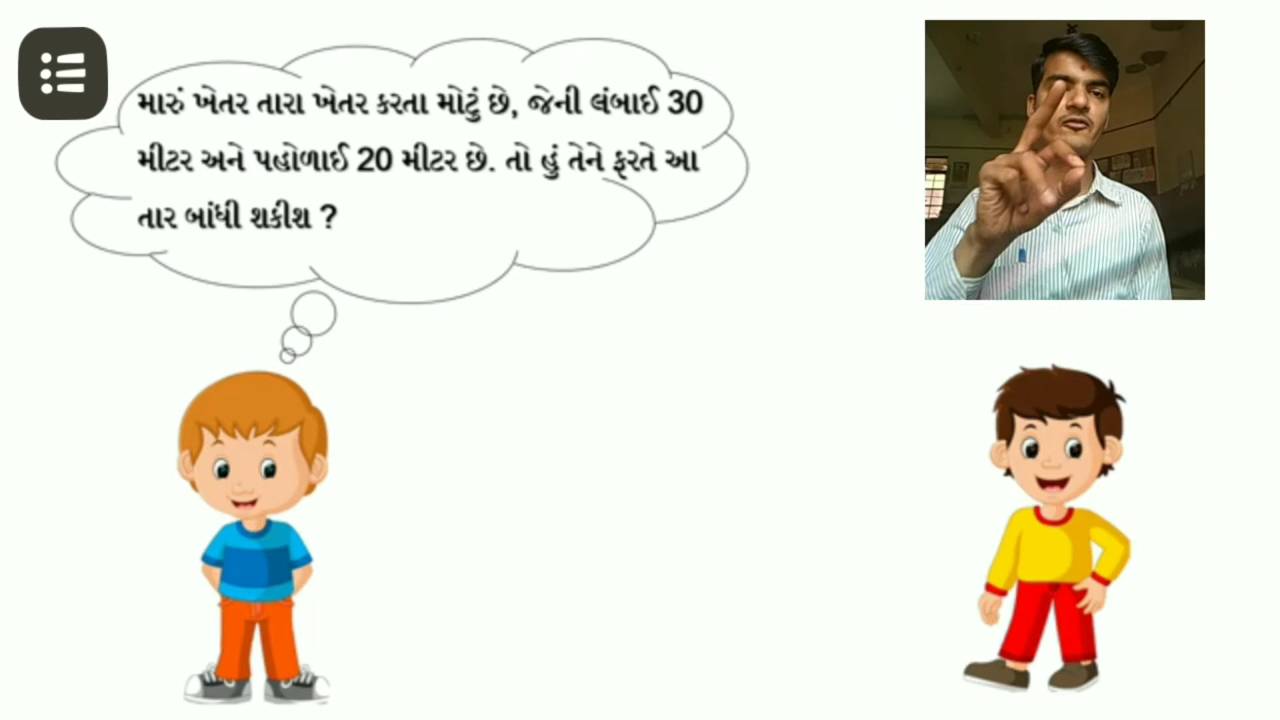 મારું ખેતર તારા ખેતર કરતા મોટું છે, જેની લંબાઈ 30
મીટર અને પહોળાઈ 20 મીટર છે. તો હું તેને ફરતે આ
તાર બાંધી શકીશ ?